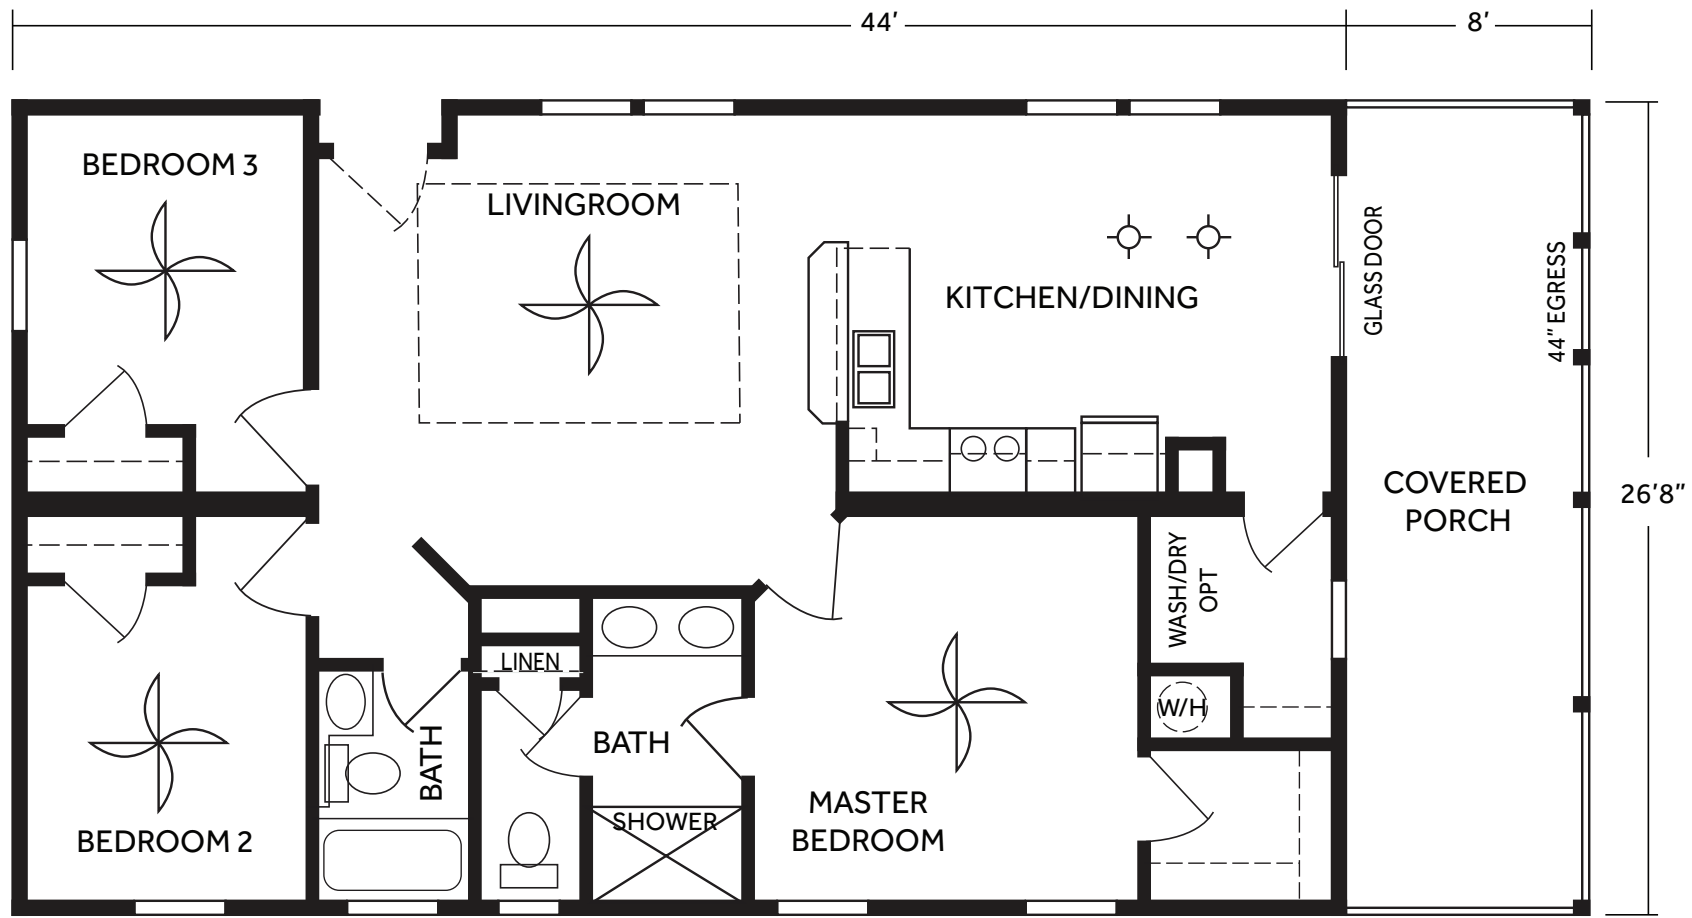 44'
8'
BEDROOM 3
LIVINGROOM
KITCHEN/DINING
GLASS DOOR
44" EGRESS
COVERED
PORCH
26'8"
WASH/DRY
OPT
LINEN
W/H
BATH
BATH
SHOWER
MASTER
BEDROOM
BEDROOM 2